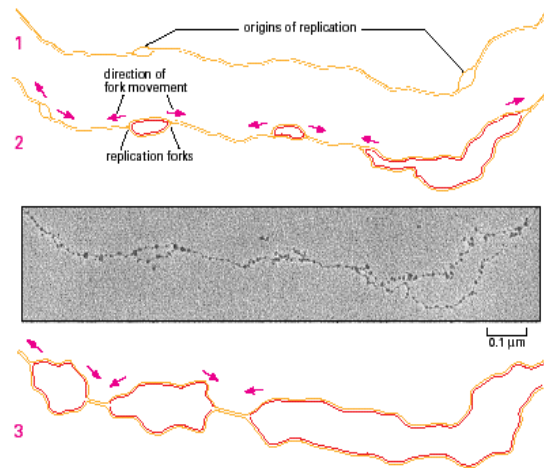 1
origins of replication
direction of
fork movement
2
replication forks
0.1 µm
3